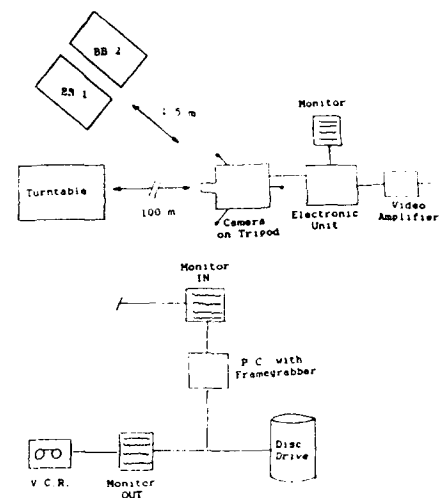 BB 2
BB 1
1.5 m
Monitor
Turntable
100 m
Camera
on Tripod
Electronic
Unit
Video
Amplifier
Monitor
IN
P C with
Framegrabber
Disc
Drive
V.C.R.
Monitor
OUT